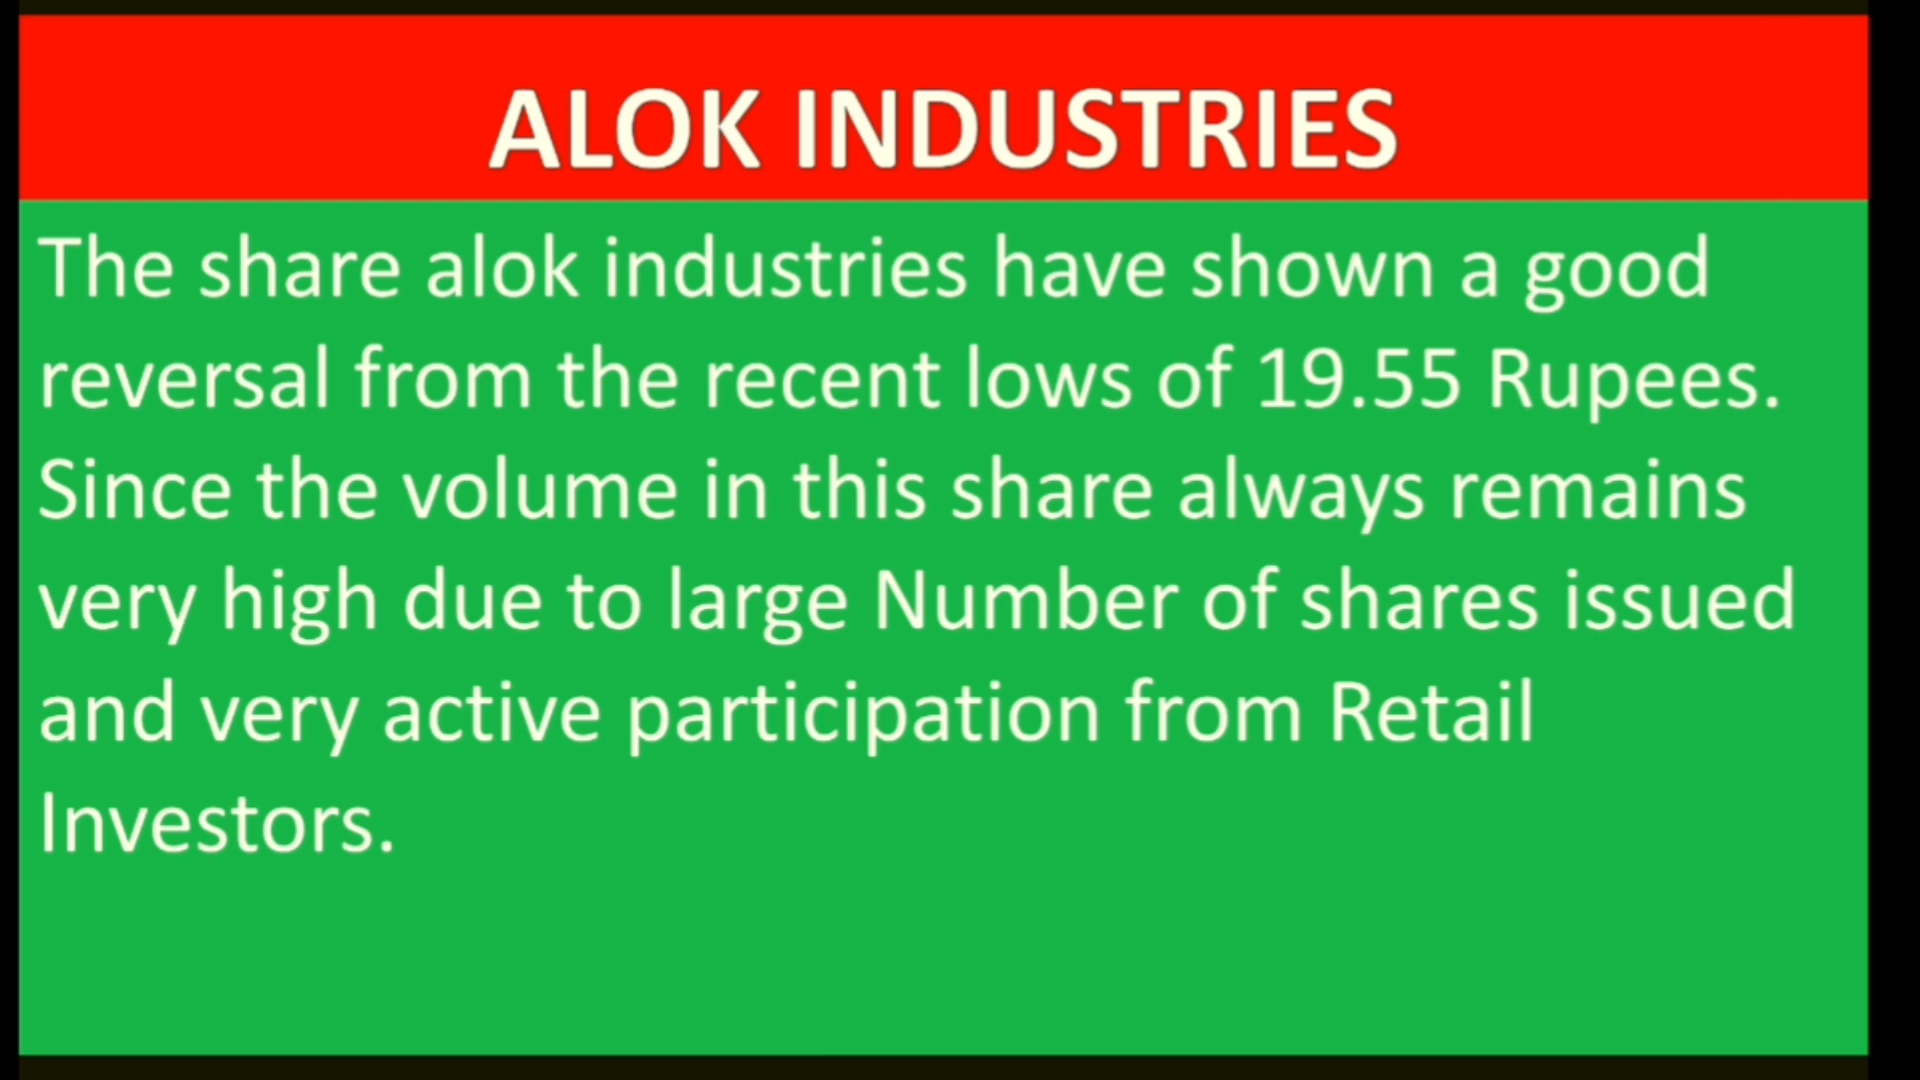 ALOK INDUSTRIES
The share alok industries have shown a good
reversal from the recent lows of 19.55 Rupees.
Since the volume in this share always remains
very high due to large Number of shares issued
and very active participation from Retail
Investors.